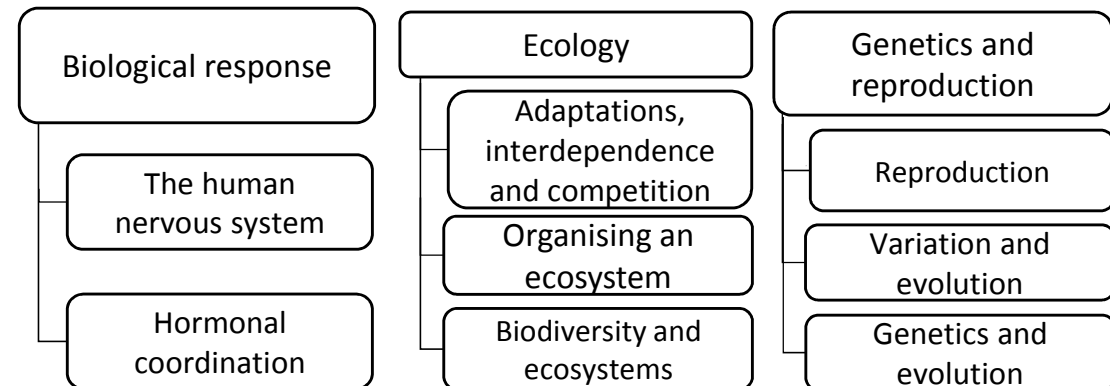 Biological response
The human
nervous system
Hormonal
coordination
Ecology
Adaptations,
interdependence
and competition
Organising an
ecosystem
Biodiversity and
ecosystems
Genetics and
reproduction
Reproduction
Variation and
evolution
Genetics and
evolution